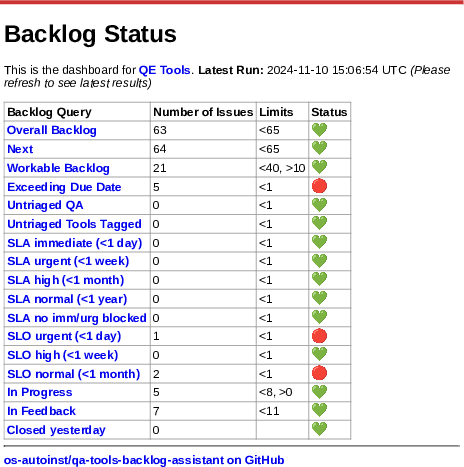 Backlog Status
This is the dashboard for QE Tools. Latest Run: 2024-11-10 15:06:54 UTC (Please
refresh to see latest results)
Backlog Query Number of Issues Limits Status
Overall Backlog 63 <65 💚
Next 64 <65 💚
Workable Backlog 21 <40, >10 💚
Exceeding Due Date 5 <1 🔴
Untriaged QA 0 <1 💚
Untriaged Tools Tagged 0 <1 💚
SLA immediate (<1 day) 0 <1 💚
SLA urgent (<1 week) 0 <1 💚
SLA high (<1 month) 0 <1 💚
SLA normal (<1 year) 0 <1 💚
SLA no imm/urg blocked 0 <1 💚
SLO urgent (<1 day) 1 <1 🔴
SLO high (<1 week) 0 <1 💚
SLO normal (<1 month) 2 <1 🔴
In Progress 5 <8, >0 💚
In Feedback 7 <11 💚
Closed yesterday 0 💚
os-autoinst/qa-tools-backlog-assistant on GitHub